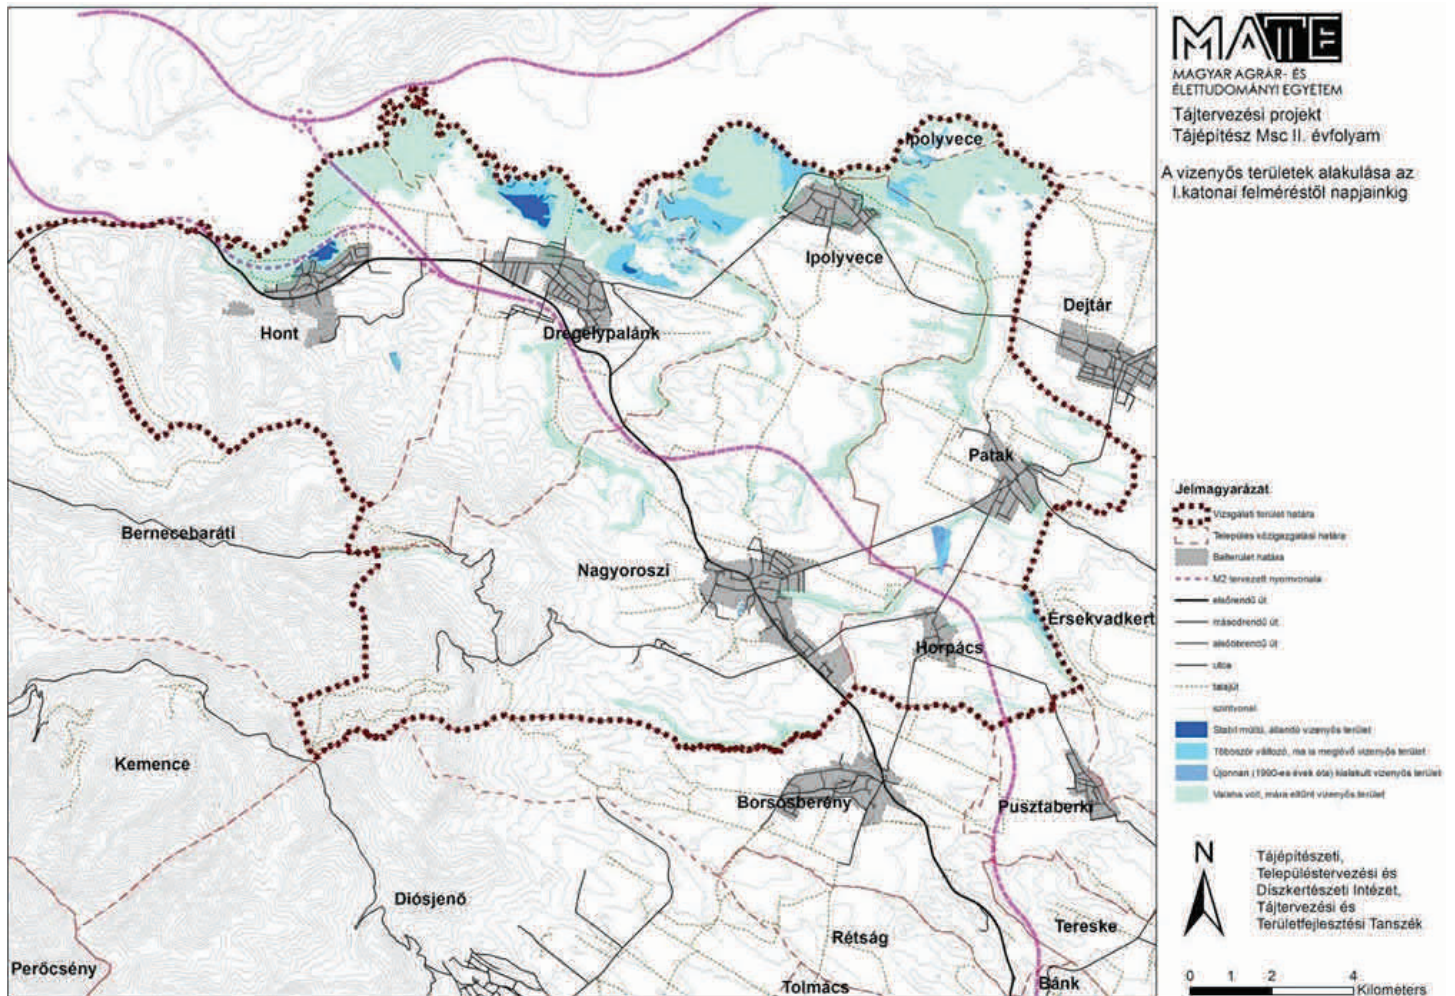 MATE
MAGYAR AGRÁR- ÉS
ÉLETTUDOMÁNYI EGYETEM
Tájtervezési projekt
Tájépítész Msc II. évfolyam
A vizenyős területek alakulása az
I.katonai felméréstől napjainkig
Ipolyvece
Ipolyvece
Dejtár
Hont
Drégelypalánk
Patak
Bernecebaráti
Nagyoroszi
Érsekvadkert
Horpács
Kemence
Borsosberény
Pusztaberki
Diósjenő
Rétság
Tereske
Perőcsény
Tolmács
Bánk
Jelmagyarázat
Vizsgálati terület határa
Település közigazgatási határa
Belterület határa
M2 tervezett nyomvonala
elsőrendű út
másodrendű út
alsóbbrendű út
utca
talajút
szintvonal
Stabil múltú, állandó vizenyős terület
Többször változó, ma is meglévő vizenyős terület
Újonnan (1990-es évek óta) kialakult vizenyős terület
Valaha volt, mára eltűnt vizenyős terület
N
Tájépítészeti,
Településtervezési és
Díszkertészeti Intézet,
Tájtervezési és
Területfejlesztési Tanszék
0 1 2 4
Kilometers